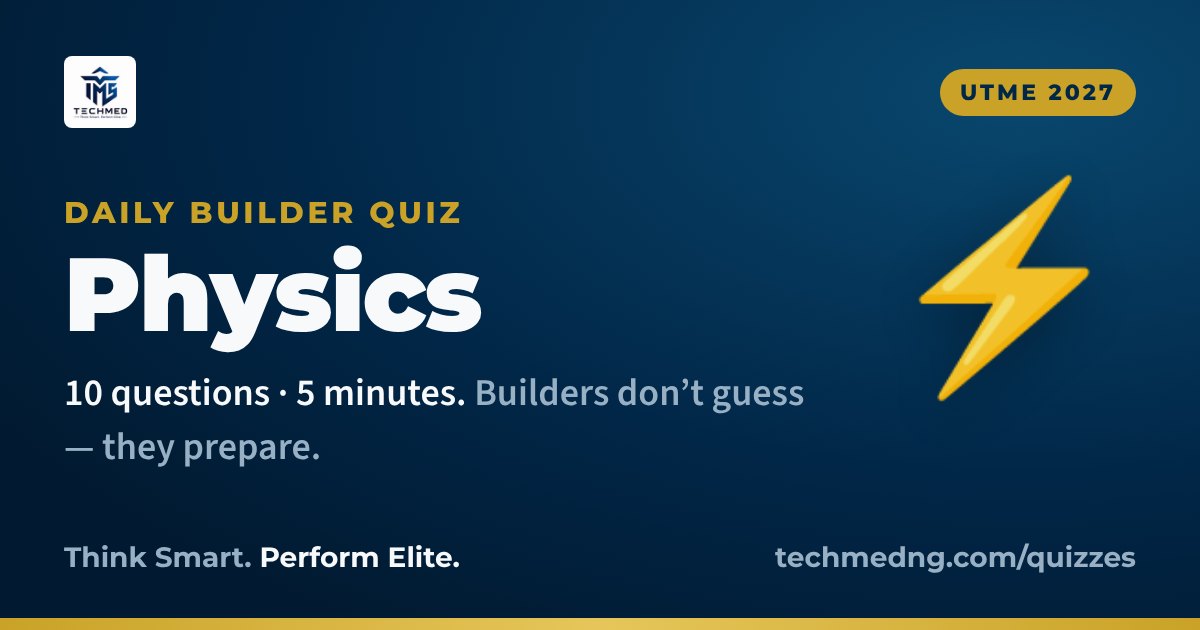 TECHMED
UTME 2027
DAILY BUILDER QUIZ
Physics
10 questions · 5 minutes. Builders don’t guess
— they prepare.
Think Smart. Perform Elite.
techmedng.com/quizzes